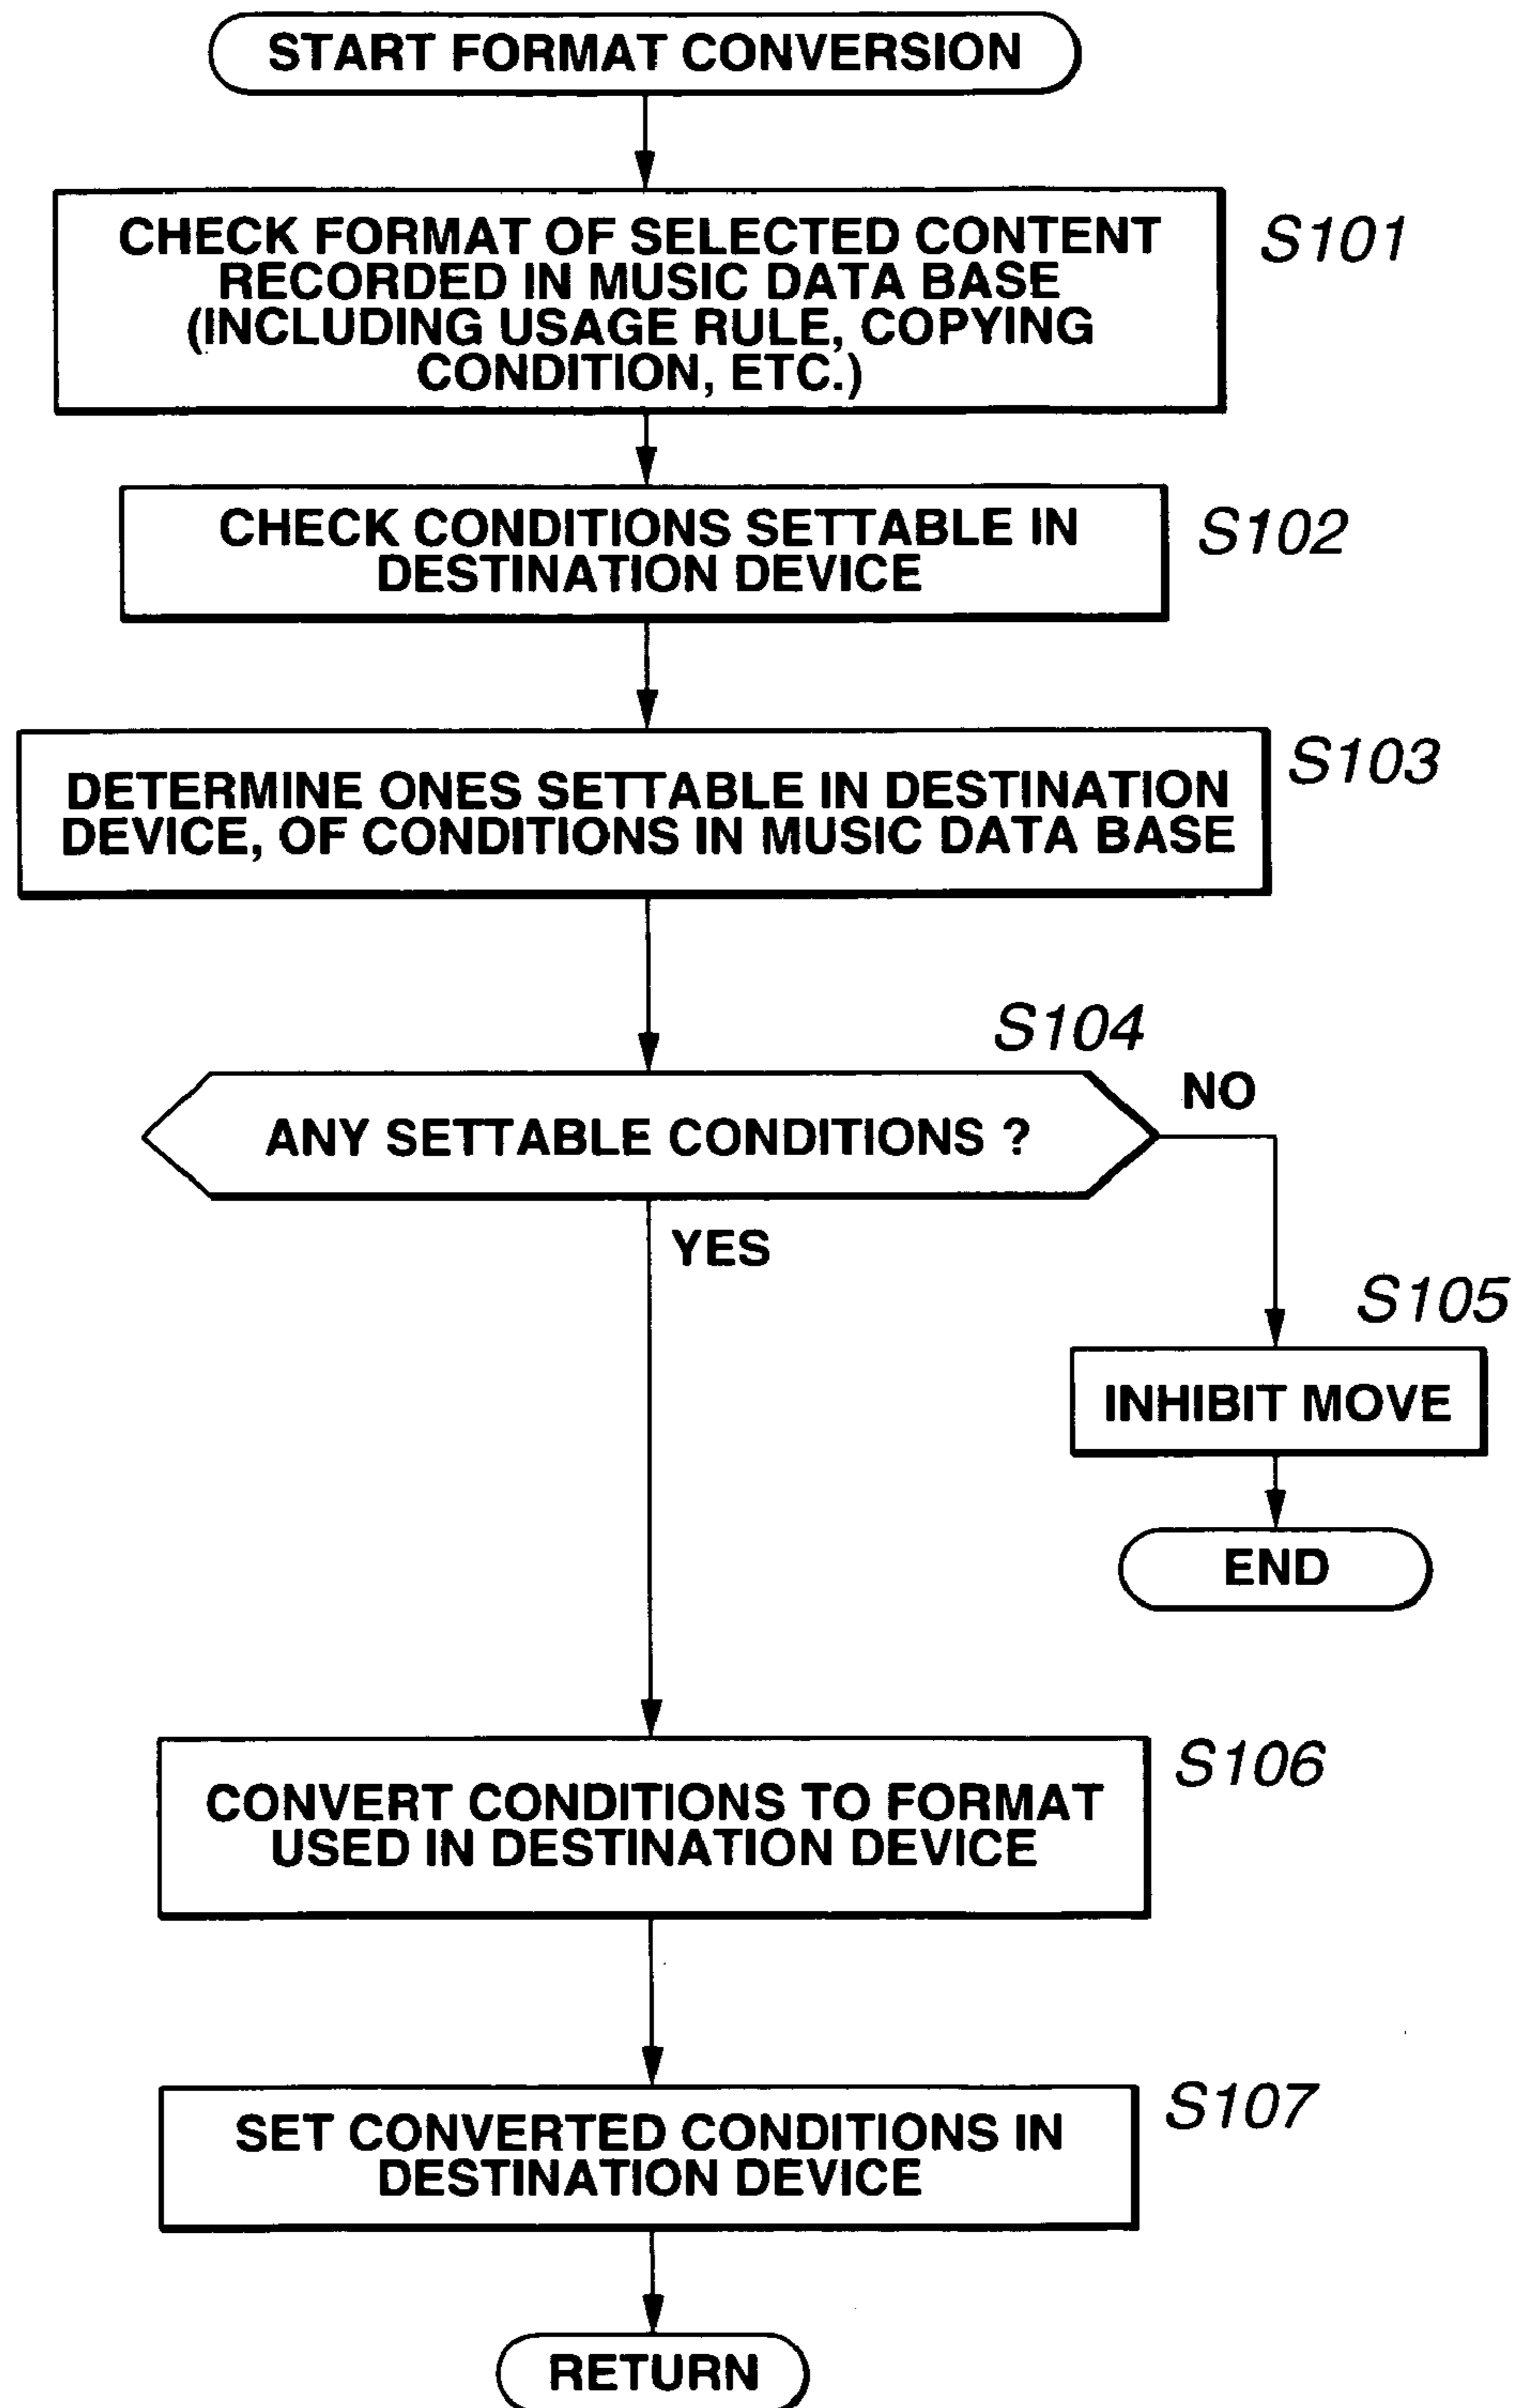 START FORMAT CONVERSION
CHECK FORMAT OF SELECTED CONTENT
RECORDED IN MUSIC DATA BASE
(INCLUDING USAGE RULE, COPYING
CONDITION, ETC.)
S101
CHECK CONDITIONS SETTABLE IN
DESTINATION DEVICE
S102
DETERMINE ONES SETTABLE IN DESTINATION
DEVICE, OF CONDITIONS IN MUSIC DATA BASE
S103
S104
ANY SETTABLE CONDITIONS ?
NO
YES
S105
INHIBIT MOVE
END
S106
CONVERT CONDITIONS TO FORMAT
USED IN DESTINATION DEVICE
S107
SET CONVERTED CONDITIONS IN
DESTINATION DEVICE
RETURN